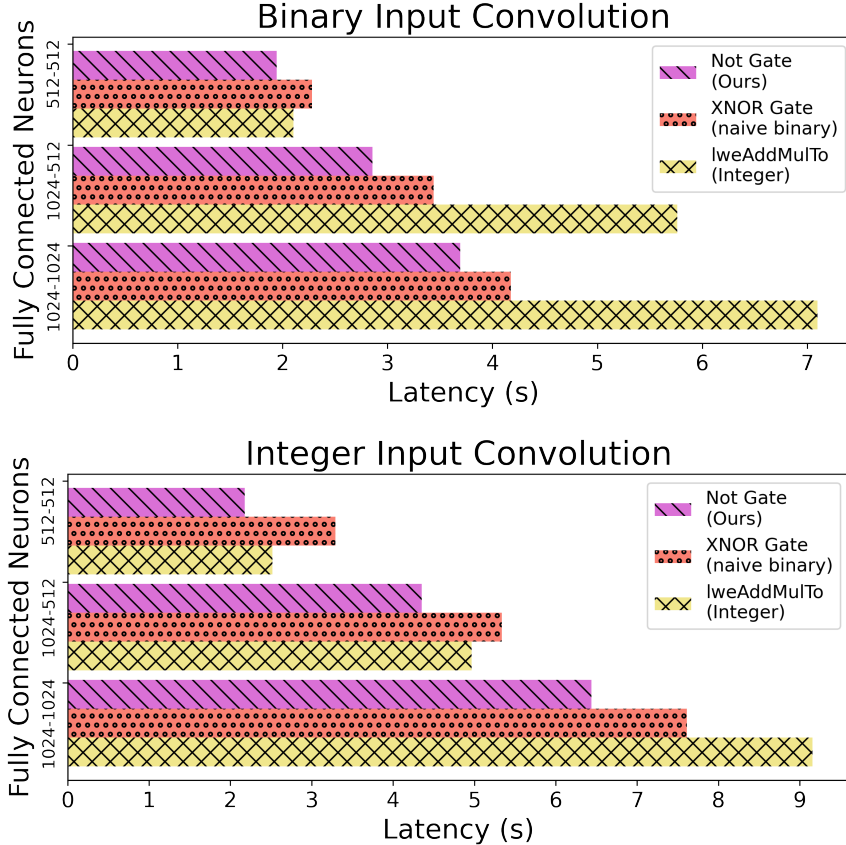 Binary Input Convolution
Fully Connected Neurons
512-512
1024-512
1024-1024
Not Gate
(Ours)
XNOR Gate
(naive binary)
lweAddMulTo
(Integer)
0 1 2 3 4 5 6 7
Latency (s)
Integer Input Convolution
Fully Connected Neurons
512-512
1024-512
1024-1024
Not Gate
(Ours)
XNOR Gate
(naive binary)
lweAddMulTo
(Integer)
0 1 2 3 4 5 6 7 8 9
Latency (s)